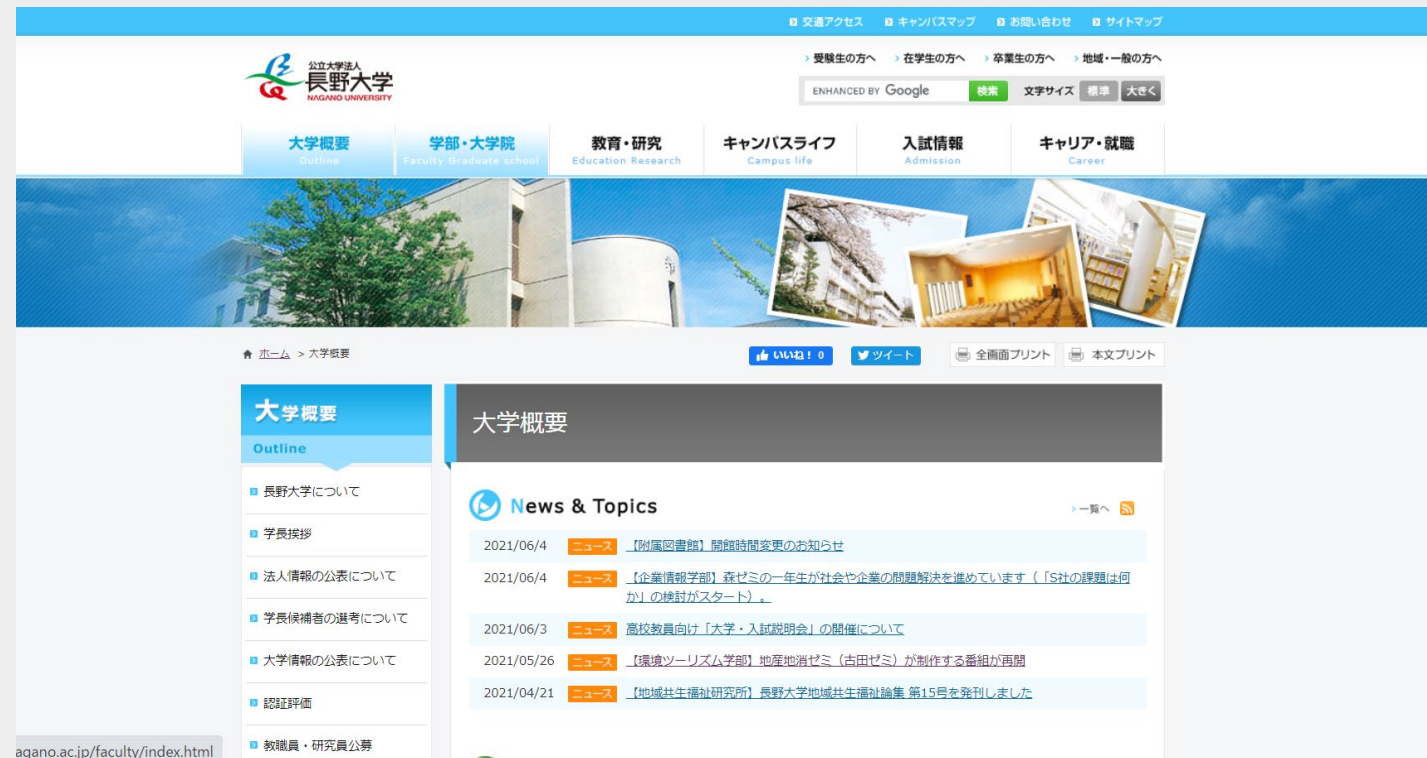 交通アクセス キャンパスマップ お問い合わせ サイトマップ
公立大学法人
長野大学
NAGANO UNIVERSITY
受験生の方へ 在学生の方へ 卒業生の方へ 地域・一般の方へ
ENHANCED BY Google 検索 文字サイズ 標準 大きく
大学概要 学部・大学院 教育・研究 キャンパスライフ 入試情報 キャリア・就職
Outline Faculty Graduate school Education Research Campus life Admission Career
ホーム > 大学概要
いいね! 0 ツイート 全画面プリント 本文プリント
大学概要
Outline
長野大学について
学長挨拶
法人情報の公表について
学長候補者の選考について
大学情報の公表について
認証評価
教職員・研究員公募
大学概要
News & Topics
一覧へ
2021/06/4 ニュース 【附属図書館】開館時間変更のお知らせ
2021/06/4 ニュース 【企業情報学部】森ゼミの一年生が社会や企業の問題解決を進めています(「S社の課題は何
か」の検討がスタート)。
2021/06/3 ニュース 高校教員向け「大学・入試説明会」の開催について
2021/05/26 ニュース 【環境ツーリズム学部】地産地消ゼミ(古田ゼミ)が制作する番組が再開
2021/04/21 ニュース 【地域共生福祉研究所】長野大学地域共生福祉論集 第15号を発刊しました
agano.ac.jp/faculty/index.html